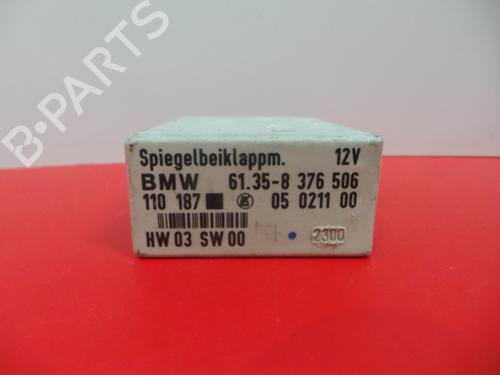 B-PARTS
Spiegelbeiklappm. 12V
BMW 61.35-8 376 506
110 187 05 0211 00
HW 03 SW 00 2300